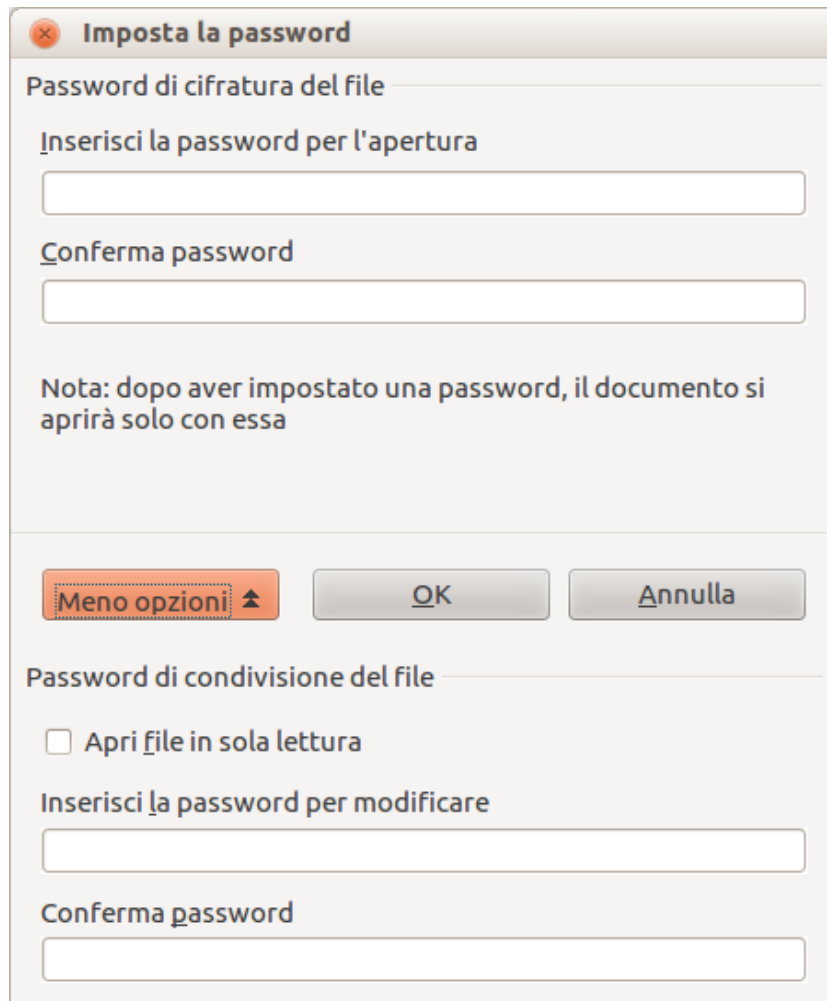 Imposta la password
Password di cifratura del file
Inserisci la password per l'apertura
Conferma password
Nota: dopo aver impostato una password, il documento si
aprirà solo con essa
Meno opzioni OK Annulla
Password di condivisione del file
Apri file in sola lettura
Inserisci la password per modificare
Conferma password